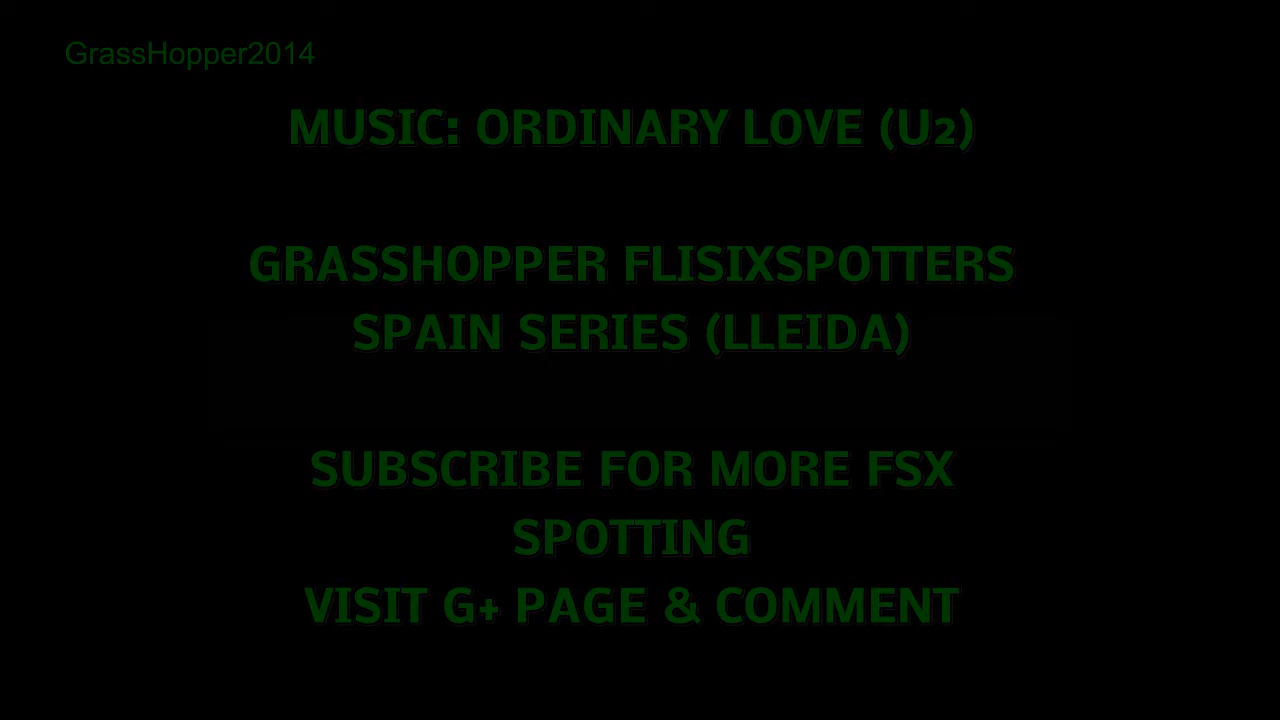 GrassHopper2014
MUSIC: ORDINARY LOVE (U2)
GRASSHOPPER FLISIXSPOTTERS
SPAIN SERIES (LLEIDA)
SUBSCRIBE FOR MORE FSX
SPOTTING
VISIT G+ PAGE & COMMENT